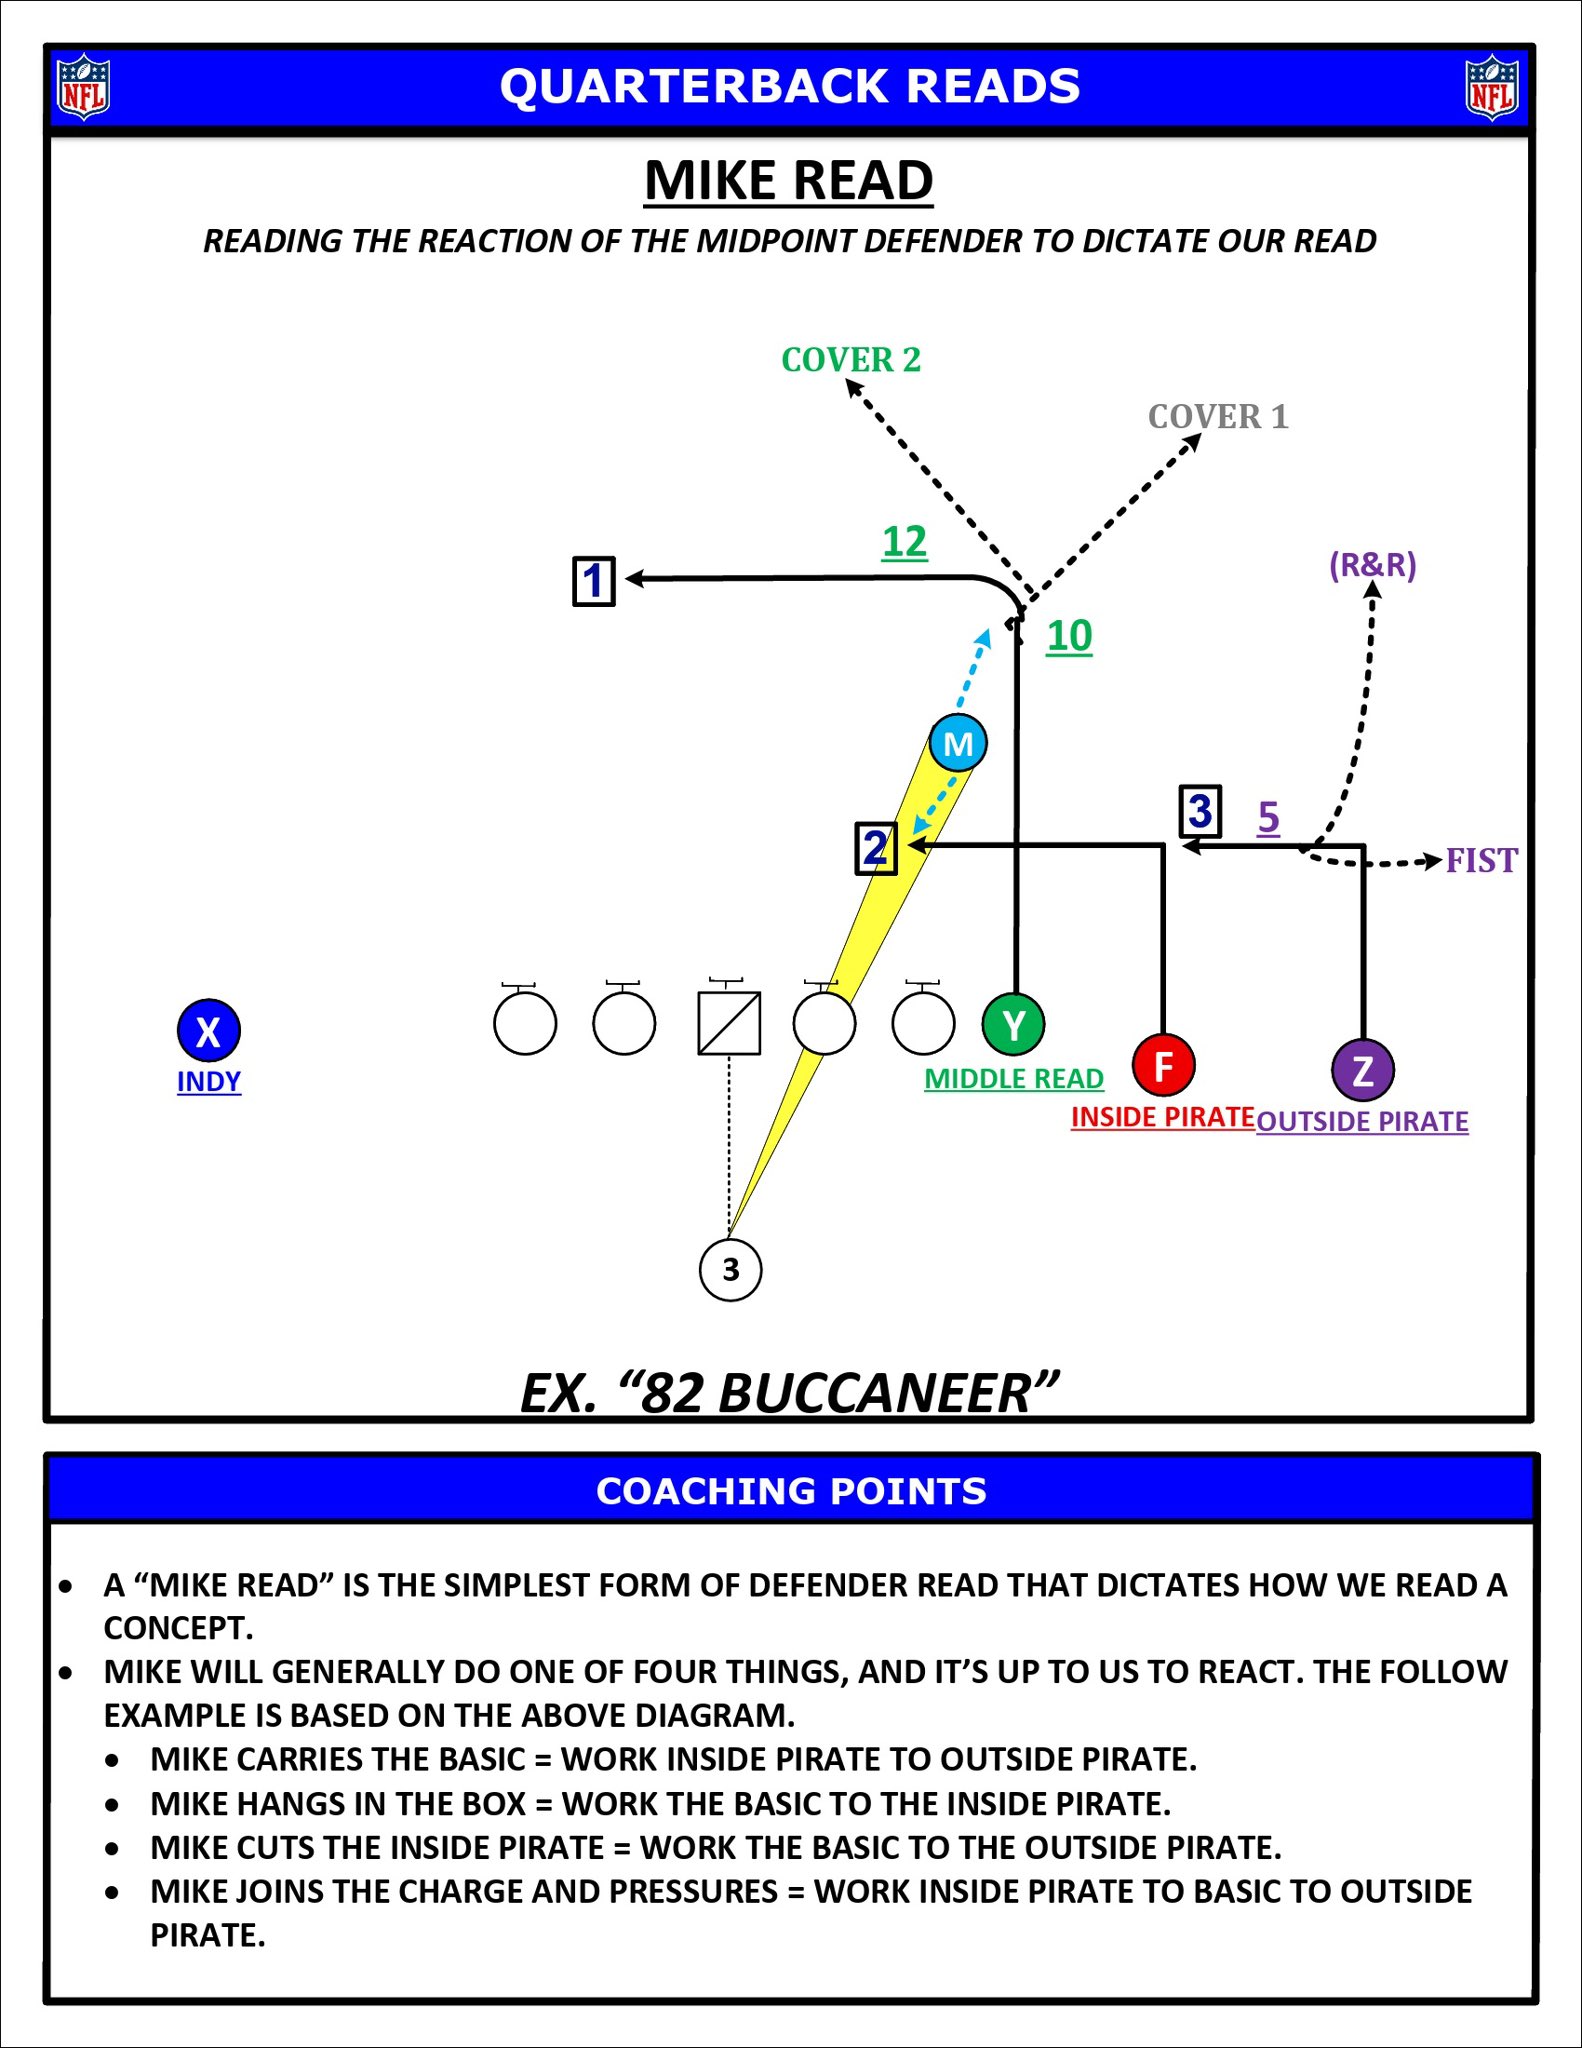 NFL
QUARTERBACK READS
NFL
MIKE READ
READING THE REACTION OF THE MIDPOINT DEFENDER TO DICTATE OUR READ
COVER 2
COVER 1
12
(R&R)
1
10
M
3
5
2
FIST
X
Y
F
Z
INDY
MIDDLE READ
INSIDE PIRATE
OUTSIDE PIRATE
3
EX. “82 BUCCANEER”
COACHING POINTS
• A “MIKE READ” IS THE SIMPLEST FORM OF DEFENDER READ THAT DICTATES HOW WE READ A
CONCEPT.
• MIKE WILL GENERALLY DO ONE OF FOUR THINGS, AND IT’S UP TO US TO REACT. THE FOLLOW
EXAMPLE IS BASED ON THE ABOVE DIAGRAM.
• MIKE CARRIES THE BASIC = WORK INSIDE PIRATE TO OUTSIDE PIRATE.
• MIKE HANGS IN THE BOX = WORK THE BASIC TO THE INSIDE PIRATE.
• MIKE CUTS THE INSIDE PIRATE = WORK THE BASIC TO THE OUTSIDE PIRATE.
• MIKE JOINS THE CHARGE AND PRESSURES = WORK INSIDE PIRATE TO BASIC TO OUTSIDE
PIRATE.